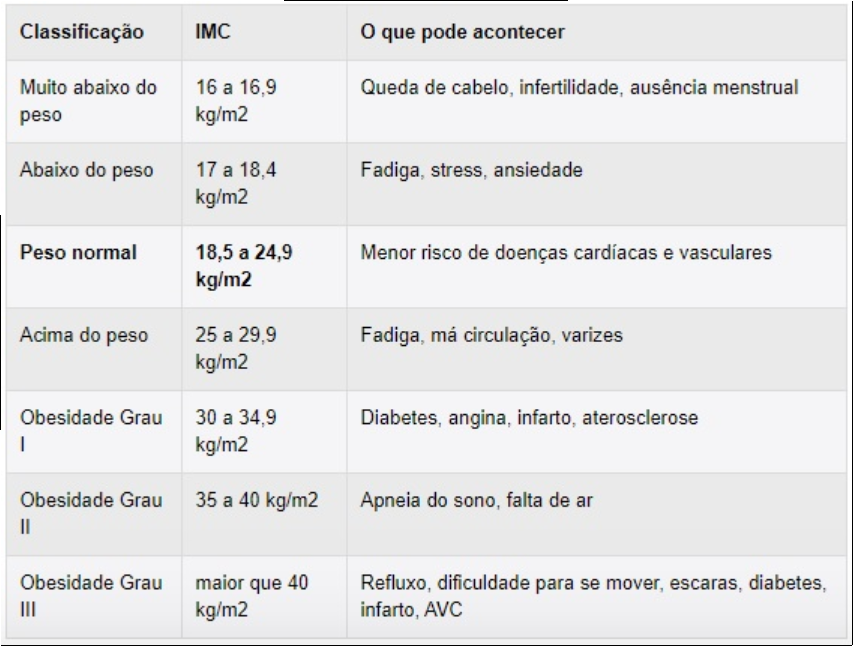 Classificação IMC O que pode acontecer
Muito abaixo do 16 a 16,9 Queda de cabelo, infertilidade, ausência menstrual
peso kg/m2
Abaixo do peso 17 a 18,4 Fadiga, stress, ansiedade
kg/m2
Peso normal 18,5 a 24,9 Menor risco de doenças cardíacas e vasculares
kg/m2
Acima do peso 25 a 29,9 Fadiga, má circulação, varizes
kg/m2
Obesidade Grau 30 a 34,9 Diabetes, angina, infarto, aterosclerose
I kg/m2
Obesidade Grau 35 a 40 kg/m2 Apneia do sono, falta de ar
II
Obesidade Grau maior que 40 Refluxo, dificuldade para se mover, escaras, diabetes,
III kg/m2 infarto, AVC